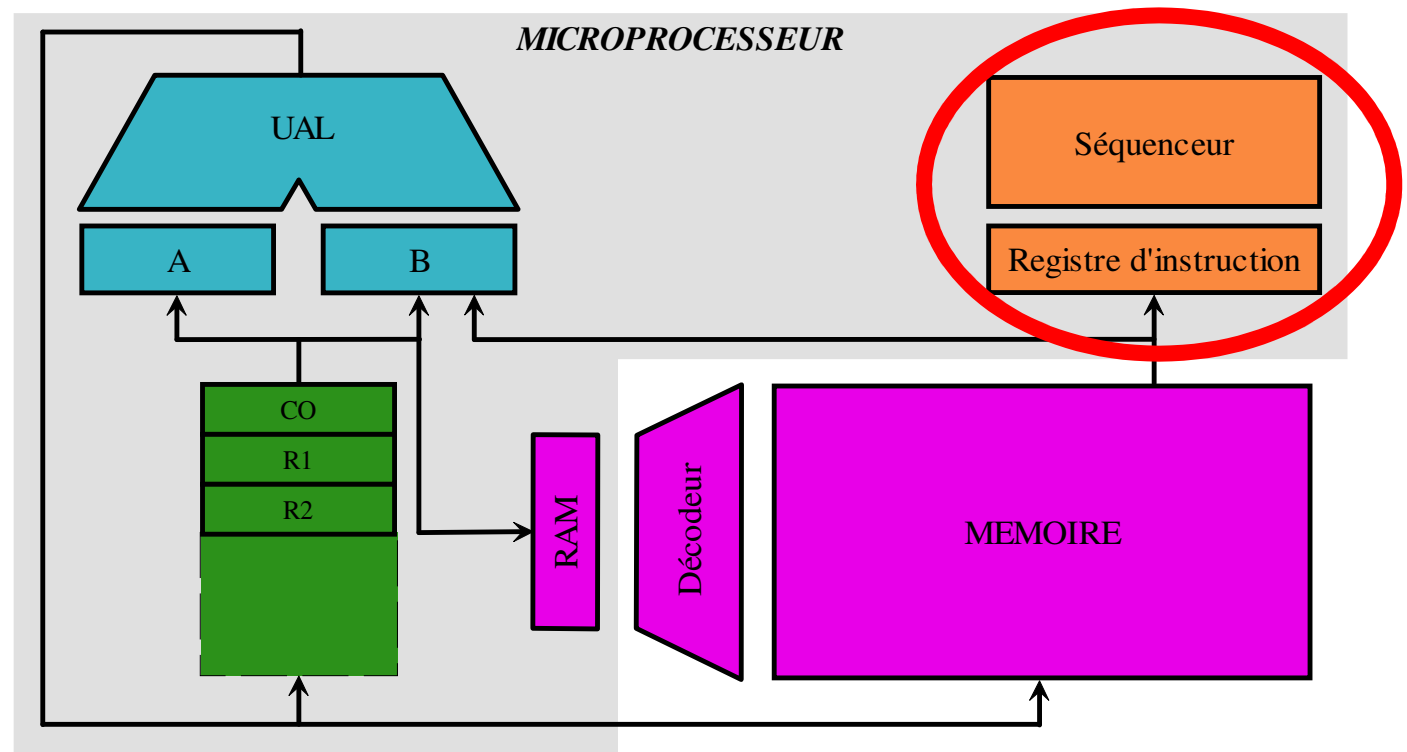 MICROPROCESSEUR
UAL
Séquenceur
A
B
Registre d'instruction
CO
R1
R2
RAM
Décodeur
MEMOIRE